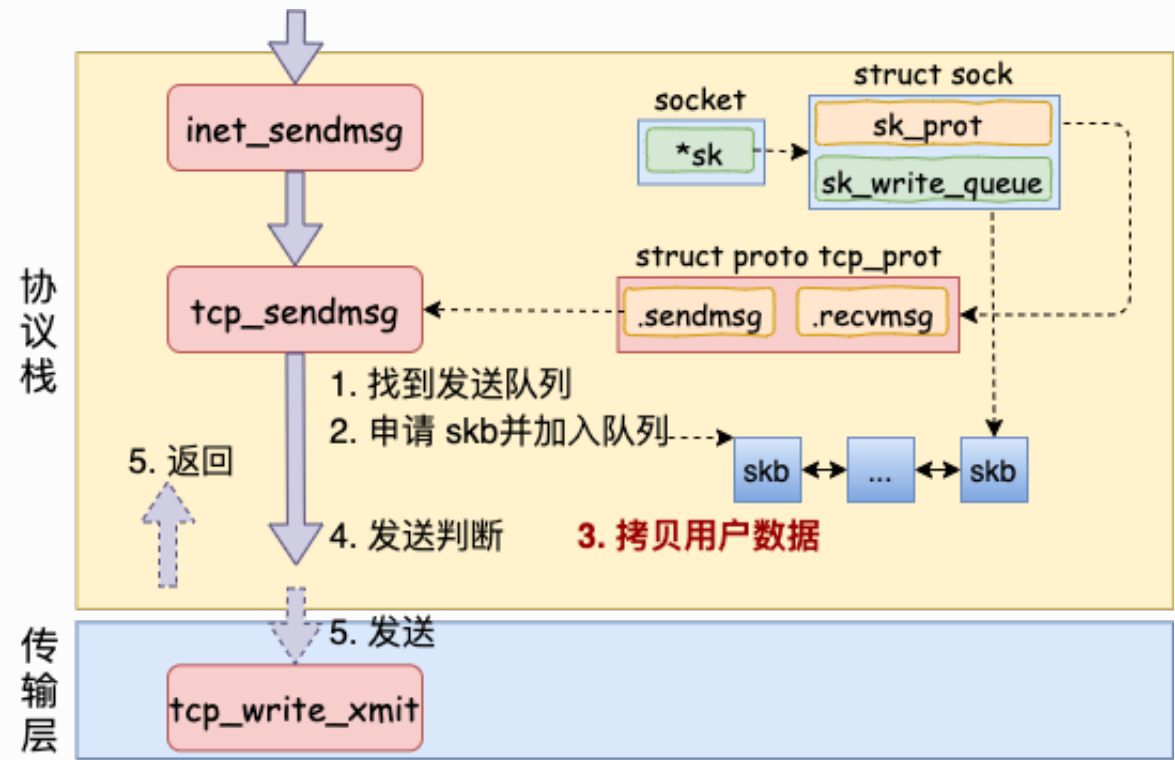 struct sock
socket
sk_prot
inet_sendmsg
*sk
sk_write_queue
struct proto tcp_prot
协议栈
tcp_sendmsg
.sendmsg
.recvmsg
1. 找到发送队列
2. 申请 skb并加入队列
5. 返回
skb
...
skb
4. 发送判断
3. 拷贝用户数据
5. 发送
传输层
tcp_write_xmit